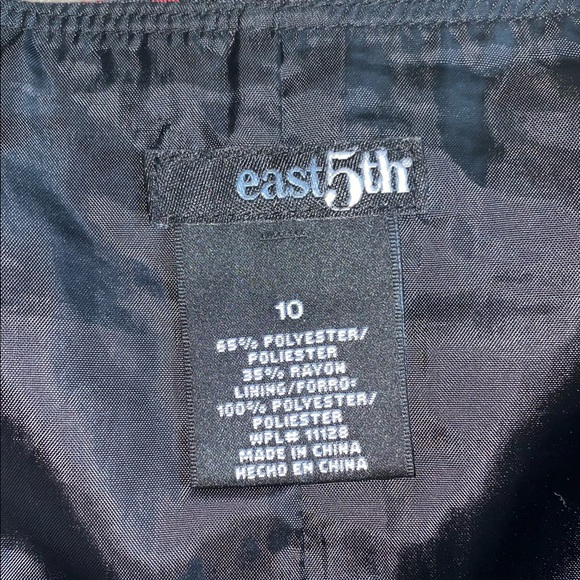 east5th
10
65% POLYESTER/
POLIESTER
35% RAYON
LINING/FORRO:
100% POLYESTER/
POLIESTER
WPL# 11128
MADE IN CHINA
HECHO EN CHINA